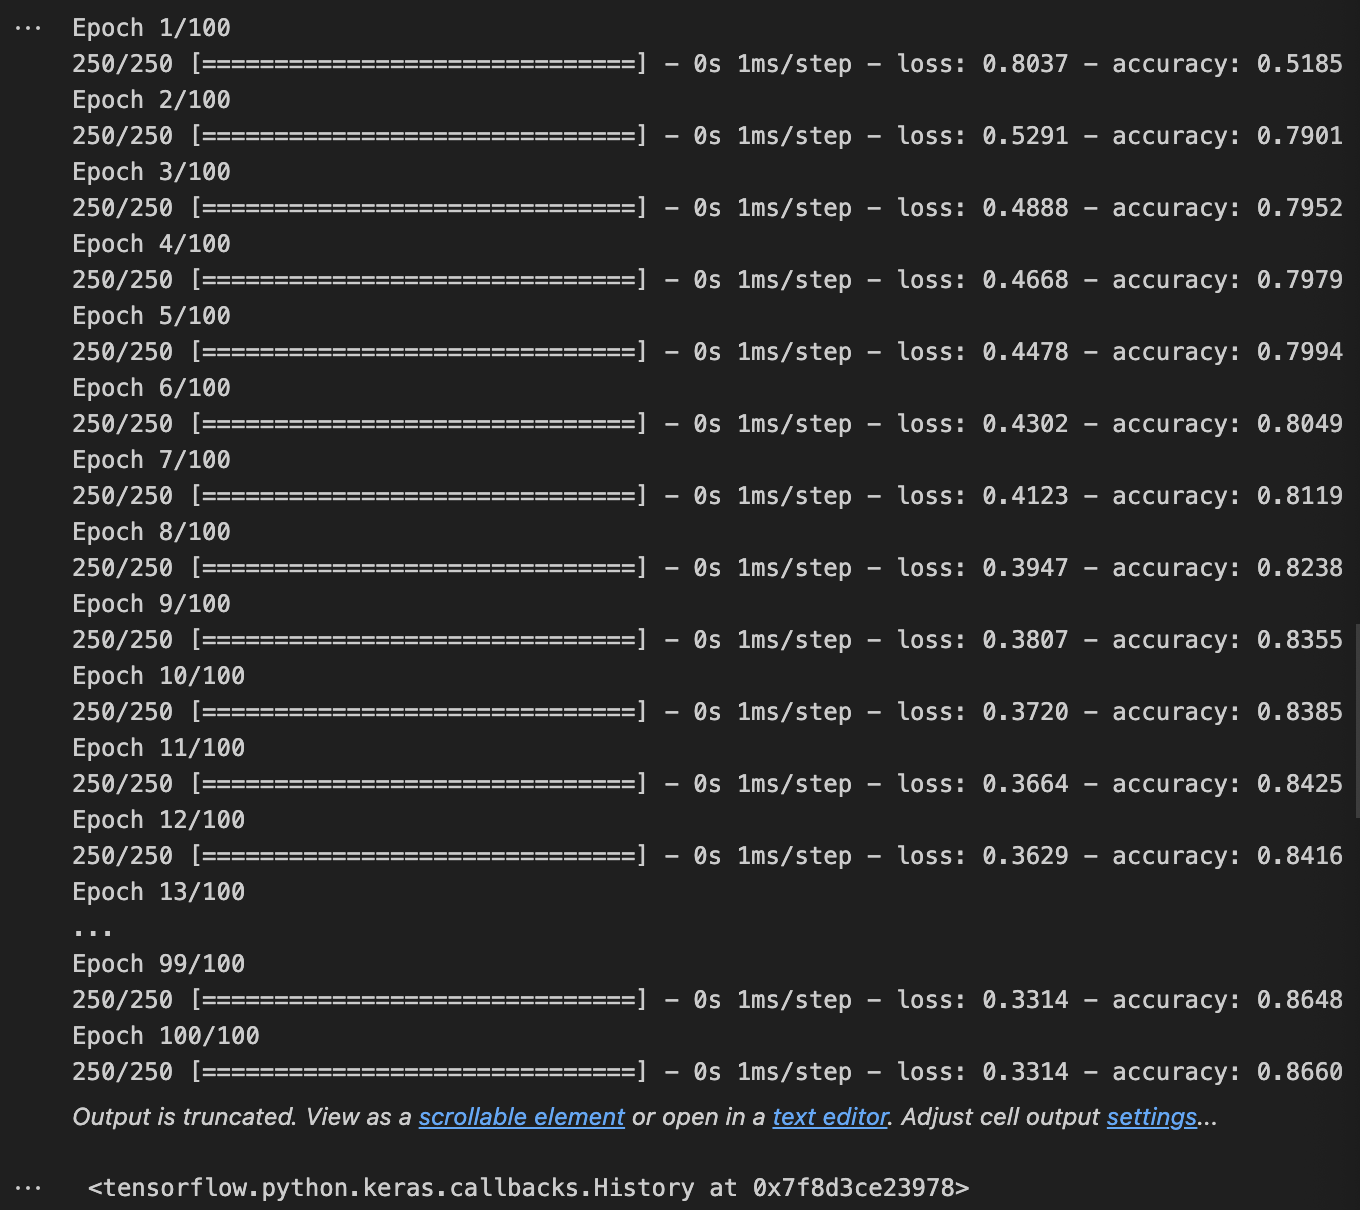 ... Epoch 1/100
250/250 [==============================] - 0s 1ms/step - loss: 0.8037 - accuracy: 0.5185
Epoch 2/100
250/250 [==============================] - 0s 1ms/step - loss: 0.5291 - accuracy: 0.7901
Epoch 3/100
250/250 [==============================] - 0s 1ms/step - loss: 0.4888 - accuracy: 0.7952
Epoch 4/100
250/250 [==============================] - 0s 1ms/step - loss: 0.4668 - accuracy: 0.7979
Epoch 5/100
250/250 [==============================] - 0s 1ms/step - loss: 0.4478 - accuracy: 0.7994
Epoch 6/100
250/250 [==============================] - 0s 1ms/step - loss: 0.4302 - accuracy: 0.8049
Epoch 7/100
250/250 [==============================] - 0s 1ms/step - loss: 0.4123 - accuracy: 0.8119
Epoch 8/100
250/250 [==============================] - 0s 1ms/step - loss: 0.3947 - accuracy: 0.8238
Epoch 9/100
250/250 [==============================] - 0s 1ms/step - loss: 0.3807 - accuracy: 0.8355
Epoch 10/100
250/250 [==============================] - 0s 1ms/step - loss: 0.3720 - accuracy: 0.8385
Epoch 11/100
250/250 [==============================] - 0s 1ms/step - loss: 0.3664 - accuracy: 0.8425
Epoch 12/100
250/250 [==============================] - 0s 1ms/step - loss: 0.3629 - accuracy: 0.8416
Epoch 13/100
...
Epoch 99/100
250/250 [==============================] - 0s 1ms/step - loss: 0.3314 - accuracy: 0.8648
Epoch 100/100
250/250 [==============================] - 0s 1ms/step - loss: 0.3314 - accuracy: 0.8660
Output is truncated. View as a scrollable element or open in a text editor. Adjust cell output settings...
... <tensorflow.python.keras.callbacks.History at 0x7f8d3ce23978>